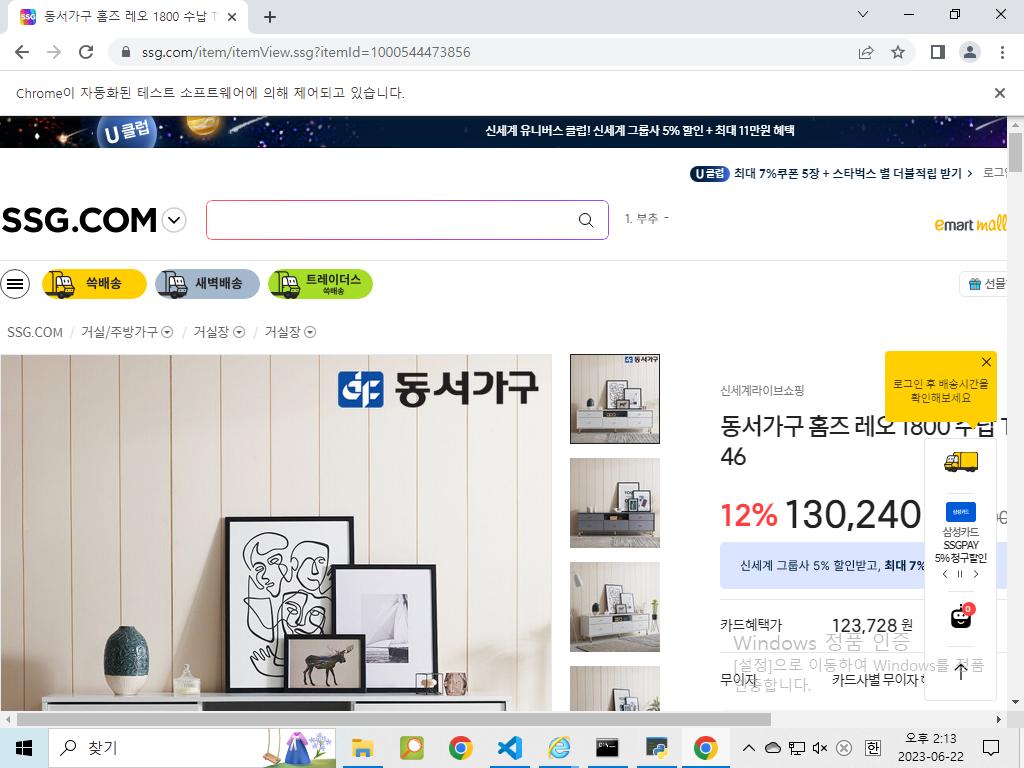 동서가구 홈즈 레오 1800 수납 T
ssg.com/item/itemView.ssg?itemId=1000544473856
Chrome이 자동화된 테스트 소프트웨어에 의해 제어되고 있습니다.
U 클럽
신세계 유니버스 클럽! 신세계 그룹사 5% 할인 + 최대 11만원 혜택
U 클럽 최대 7%쿠폰 5장 + 스타벅스 별 더블적립 받기 >
로그인
SSG.COM
1. 부추 -
emart mall
쓱배송
새벽배송
트레이더스
쓱배송
선물
SSG.COM / 거실/주방가구 / 거실장 / 거실장
동서가구
로그인 후 배송시간을
확인해보세요
신세계라이브쇼핑
동서가구 홈즈 레오 1800 수납 T
46
12% 130,240
삼성카드
삼성카드
SSGPAY
5% 청구할인
신세계 그룹사 5% 할인받고, 최대 7%
0
카드혜택가 123,728 원
Windows 정품 인증
[설정]으로 이동하여 Windows를 정품
인증합니다.
무이자 카드사별 무이자
찾기
한
오후 2:13
2023-06-22